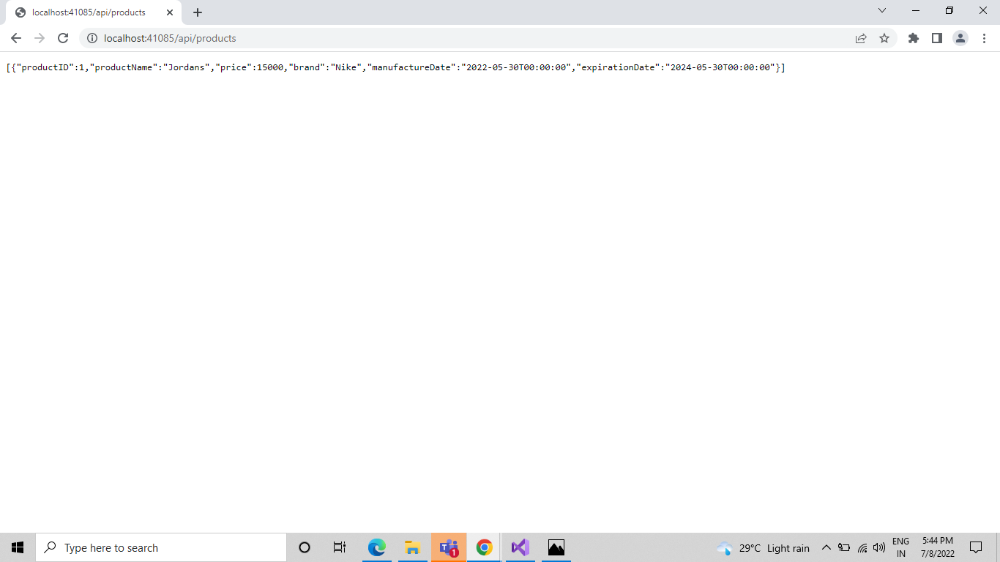 localhost:41085/api/products
localhost:41085/api/products
[{"productID":1,"productName":"Jordans","price":15000,"brand":"Nike","manufactureDate":"2022-05-30T00:00:00","expirationDate":"2024-05-30T00:00:00"}]
Type here to search
T
1
29°C Light rain
ENG
IN
5:44 PM
7/8/2022